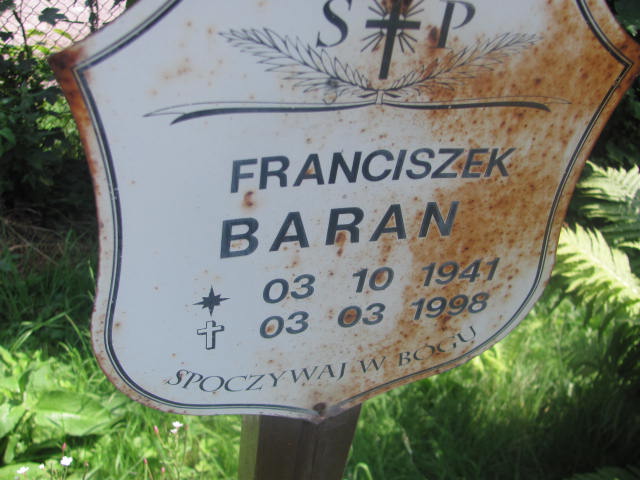 S P
FRANCISZEK
BARAN
03 10 1941
03 03 1998
SPOCZYWAJ W BOGU